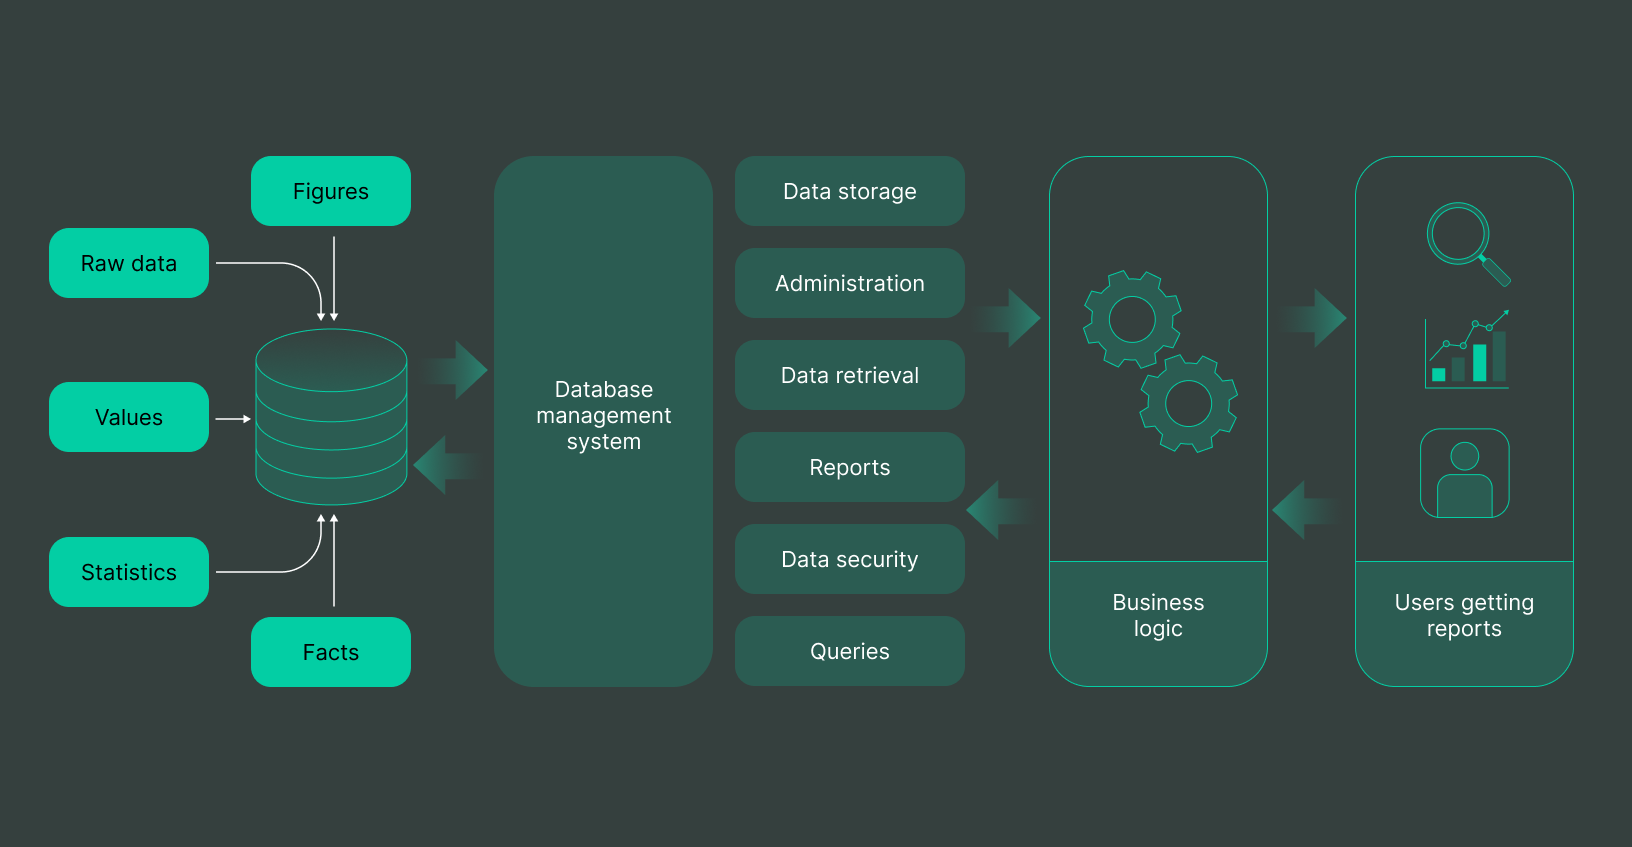 Figures
Raw data
Values
Statistics
Facts
Database
management
system
Data storage
Administration
Data retrieval
Reports
Data security
Queries
Business
logic
Users getting
reports